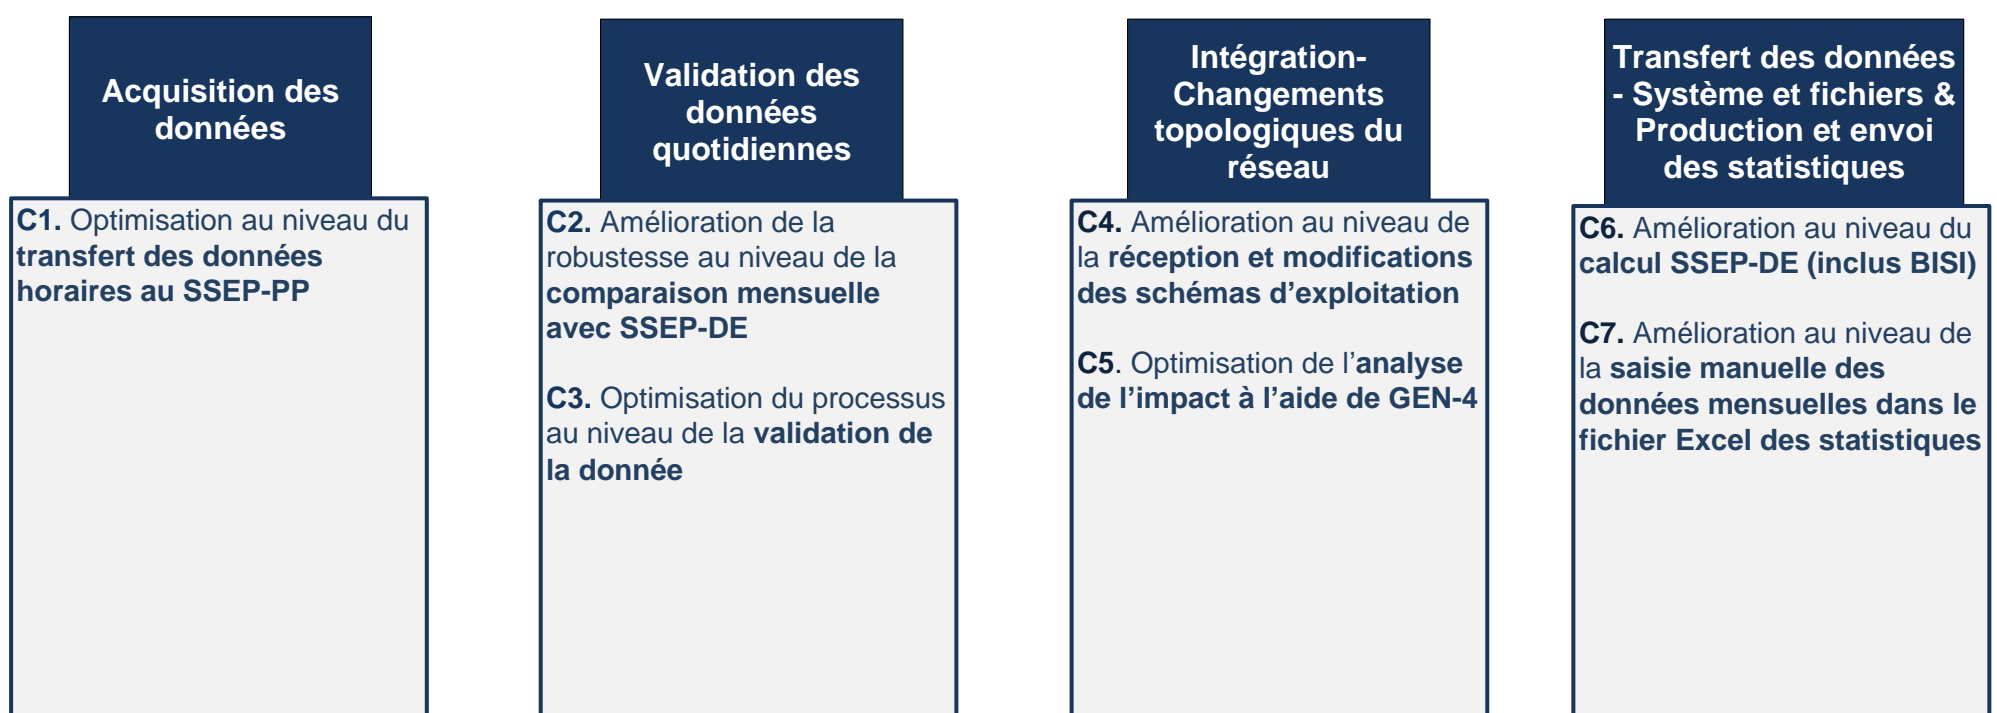 Acquisition des
données
C1. Optimisation au niveau du
transfert des données
horaires au SSEP-PP
Validation des
données
quotidiennes
C2. Amélioration de la
robustesse au niveau de la
comparaison mensuelle
avec SSEP-DE
C3. Optimisation du processus
au niveau de la validation de
la donnée
Intégration-
Changements
topologiques du
réseau
C4. Amélioration au niveau de
la réception et modifications
des schémas d’exploitation
C5. Optimisation de l’analyse
de l’impact à l’aide de GEN-4
Transfert des données
- Système et fichiers &
Production et envoi
des statistiques
C6. Amélioration au niveau du
calcul SSEP-DE (inclus BISI)
C7. Amélioration au niveau de
la saisie manuelle des
données mensuelles dans le
fichier Excel des statistiques